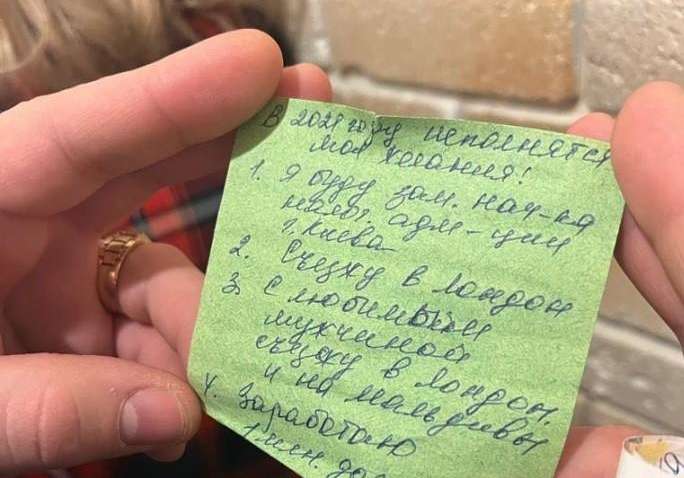 В 2021 году исполнятся
мои желания!
1. Я буду зам. нач-ка
налог. адм-ции
г. Киева
2. Съезжу в Лондон
3. С любимым
мужчиной
съезжу в Лондон
и на Мальдивы
4. Заработаю
1 млн.